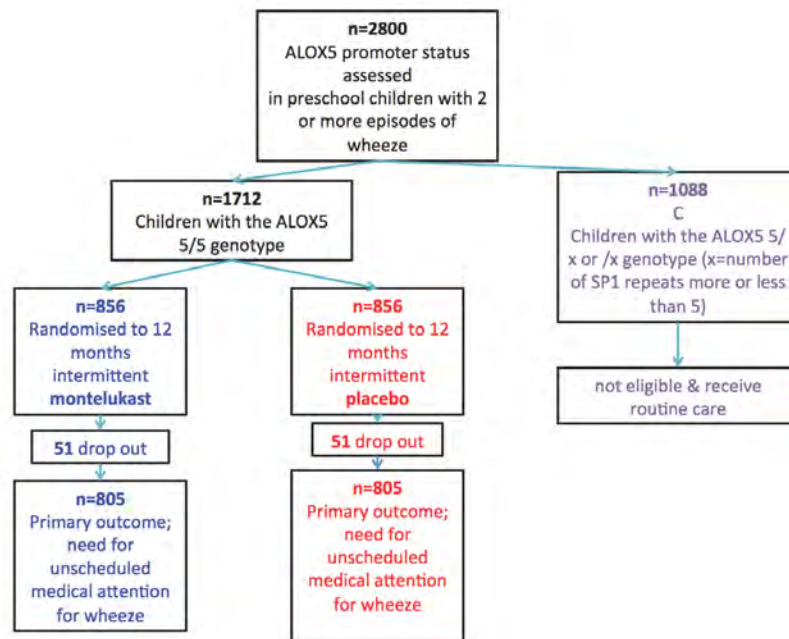 n=2800
ALOX5 promoter status
assessed
in preschool children with 2
or more episodes of
wheeze
n=1712
Children with the ALOX5
5/5 genotype
n=1088
C
Children with the ALOX5 5/
x or /x genotype (x=number
of SP1 repeats more or less
than 5)
n=856
Randomised to 12
months
intermittent
montelukast
n=856
Randomised to 12
months
intermittent
placebo
not eligible & receive
routine care
51 drop out
51 drop out
n=805
Primary outcome;
need for
unscheduled
medical attention
for wheeze
n=805
Primary outcome;
need for
unscheduled
medical attention
for wheeze